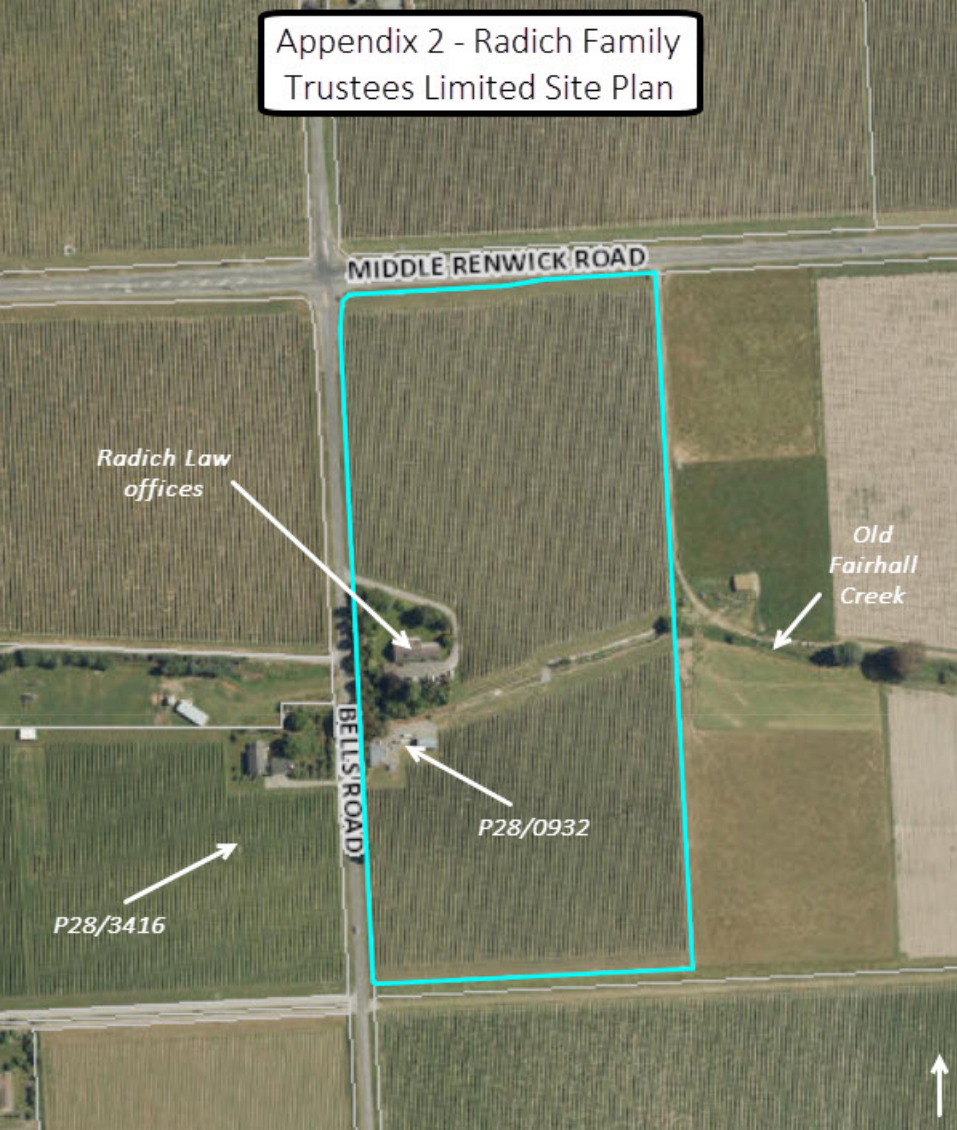 Appendix 2 - Radich Family
Trustees Limited Site Plan
MIDDLE RENWICK ROAD
Radich Law
offices
Old
Fairhall
Creek
BELLS ROAD
P28/0932
P28/3416